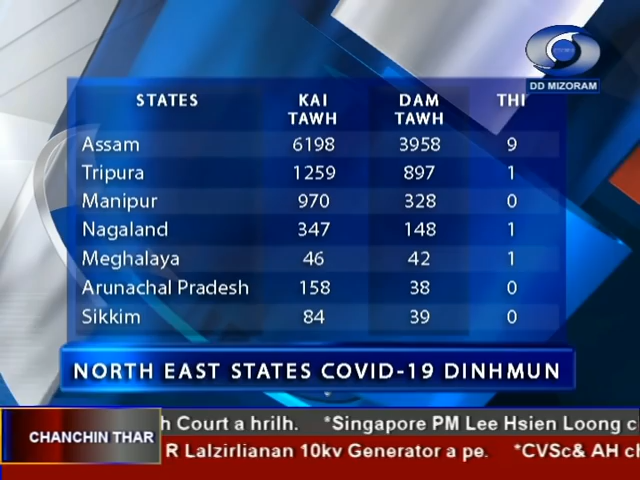 DD MIZORAM
STATES KAI TAWH DAM TAWH THI
Assam 6198 3958 9
Tripura 1259 897 1
Manipur 970 328 0
Nagaland 347 148 1
Meghalaya 46 42 1
Arunachal Pradesh 158 38 0
Sikkim 84 39 0
NORTH EAST STATES COVID-19 DINHMUN
CHANCHIN THAR
h Court a hrilh. *Singapore PM Lee Hsien Loong c
R Lalzirlianan 10kv Generator a pe. *CVSc& AH ch